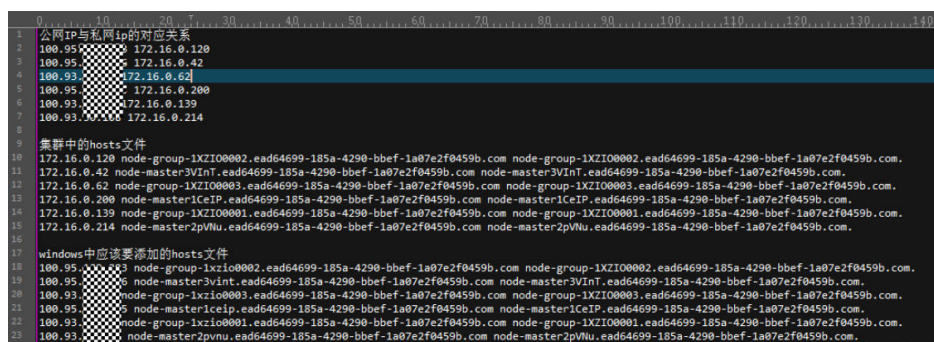 0 10 20 30 40 50 60 70 80 90 100 110 120 130 140
1 公网IP与私网ip的对应关系
2 100.95. 172.16.0.120
3 100.95. 172.16.0.42
4 100.93. 172.16.0.62
5 100.95. 172.16.0.200
6 100.93. 172.16.0.139
7 100.93. 172.16.0.214
8
9 集群中的hosts文件
10 172.16.0.120 node-group-1XZIO0002.ead64699-185a-4290-bbef-1a07e2f0459b.com node-group-1XZIO0002.ead64699-185a-4290-bbef-1a07e2f0459b.com.
11 172.16.0.42 node-master3VInT.ead64699-185a-4290-bbef-1a07e2f0459b.com node-master3VInT.ead64699-185a-4290-bbef-1a07e2f0459b.com.
12 172.16.0.62 node-group-1XZIO0003.ead64699-185a-4290-bbef-1a07e2f0459b.com node-group-1XZIO0003.ead64699-185a-4290-bbef-1a07e2f0459b.com.
13 172.16.0.200 node-master1CeIP.ead64699-185a-4290-bbef-1a07e2f0459b.com node-master1CeIP.ead64699-185a-4290-bbef-1a07e2f0459b.com.
14 172.16.0.139 node-group-1XZIO0001.ead64699-185a-4290-bbef-1a07e2f0459b.com node-group-1XZIO0001.ead64699-185a-4290-bbef-1a07e2f0459b.com.
15 172.16.0.214 node-master2pVNu.ead64699-185a-4290-bbef-1a07e2f0459b.com node-master2pVNu.ead64699-185a-4290-bbef-1a07e2f0459b.com.
16
17 windows中应该要添加的hosts文件
18 100.95. node-group-1xzio0002.ead64699-185a-4290-bbef-1a07e2f0459b.com node-group-1XZIO0002.ead64699-185a-4290-bbef-1a07e2f0459b.com.
19 100.95. node-master3vint.ead64699-185a-4290-bbef-1a07e2f0459b.com node-master3VInT.ead64699-185a-4290-bbef-1a07e2f0459b.com.
20 100.93. node-group-1xzio0003.ead64699-185a-4290-bbef-1a07e2f0459b.com node-group-1XZIO0003.ead64699-185a-4290-bbef-1a07e2f0459b.com.
21 100.95. node-master1ceip.ead64699-185a-4290-bbef-1a07e2f0459b.com node-master1CeIP.ead64699-185a-4290-bbef-1a07e2f0459b.com.
22 100.93. node-group-1xzio0001.ead64699-185a-4290-bbef-1a07e2f0459b.com node-group-1XZIO0001.ead64699-185a-4290-bbef-1a07e2f0459b.com.
23 100.93. node-master2pvnu.ead64699-185a-4290-bbef-1a07e2f0459b.com node-master2pVNu.ead64699-185a-4290-bbef-1a07e2f0459b.com.